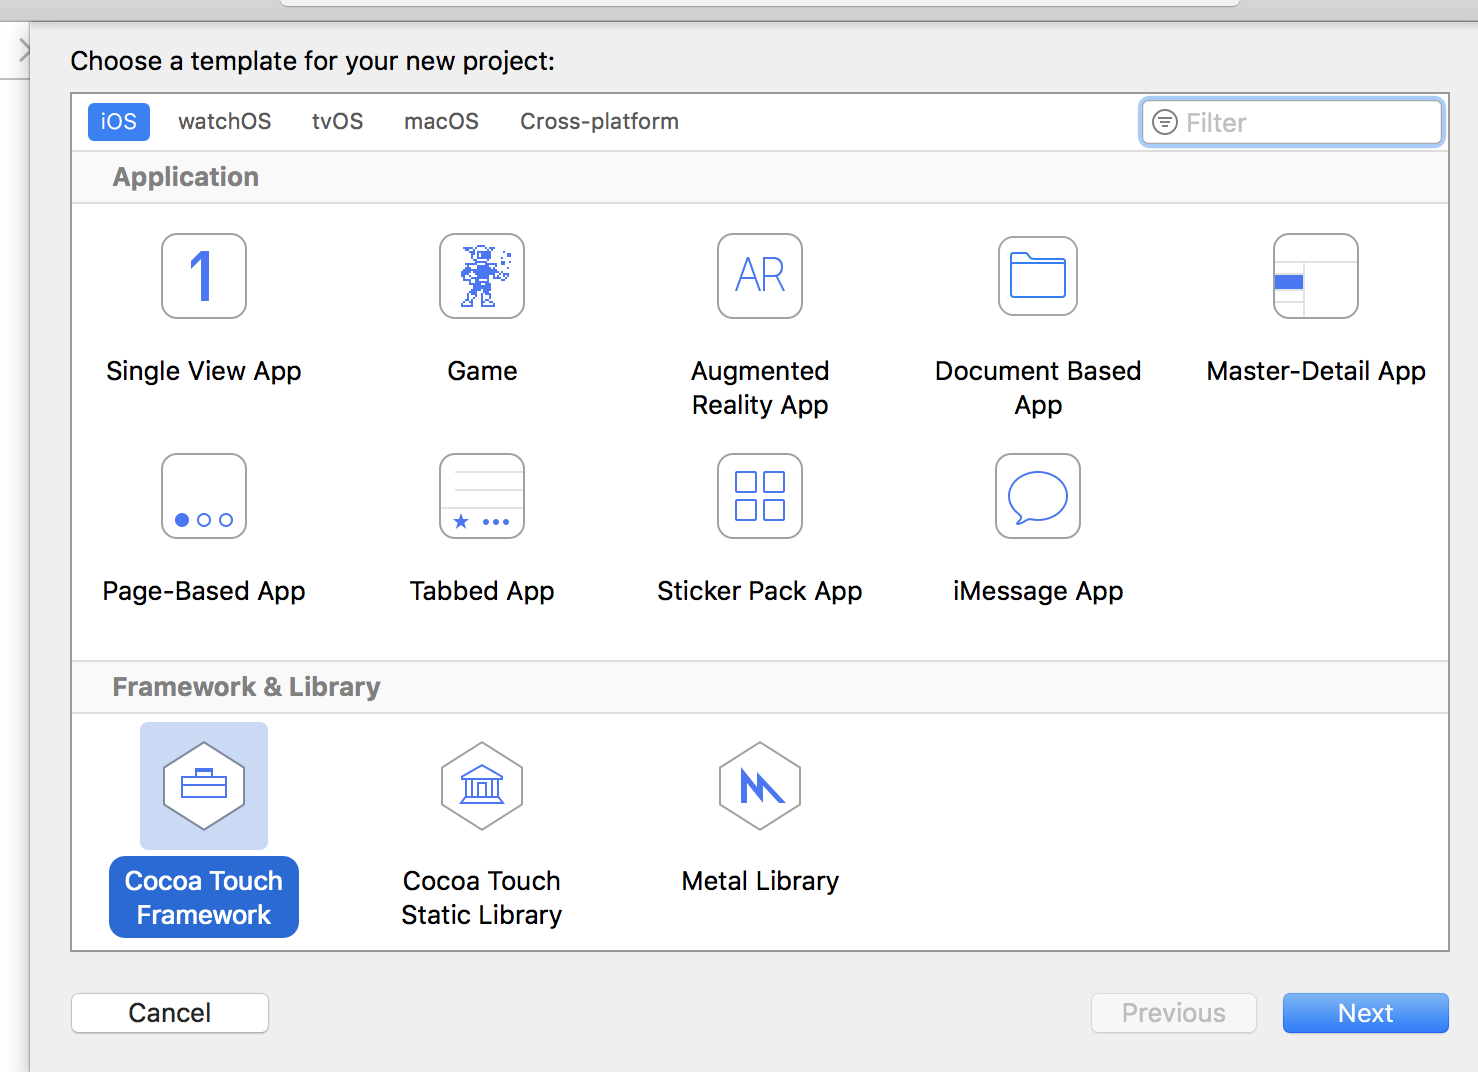 Choose a template for your new project:
iOS watchOS tvOS macOS Cross-platform Filter
Application
1 AR
Single View App Game Augmented Reality App Document Based App Master-Detail App
Page-Based App Tabbed App Sticker Pack App iMessage App
Framework & Library
Cocoa Touch Framework Cocoa Touch Static Library Metal Library
Cancel Previous Next